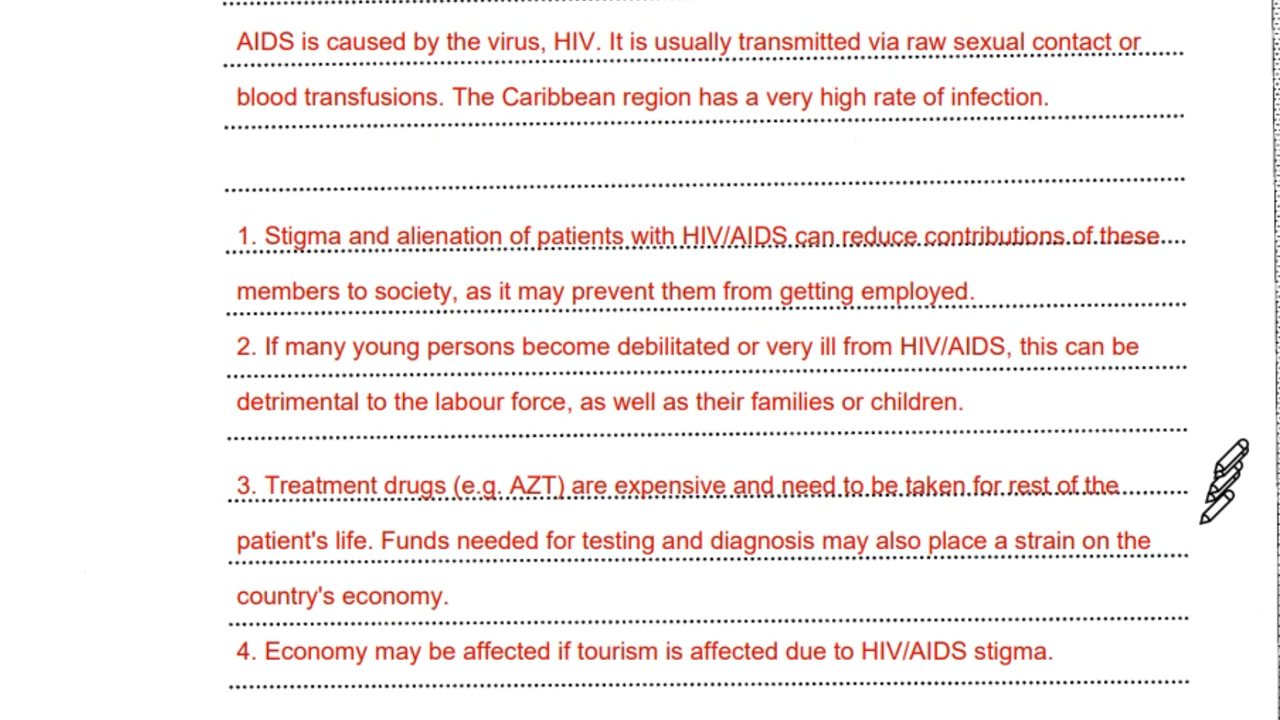 AIDS is caused by the virus, HIV. It is usually transmitted via raw sexual contact or
blood transfusions. The Caribbean region has a very high rate of infection.
1. Stigma and alienation of patients with HIV/AIDS can reduce contributions of these
members to society, as it may prevent them from getting employed.
2. If many young persons become debilitated or very ill from HIV/AIDS, this can be
detrimental to the labour force, as well as their families or children.
3. Treatment drugs (e.g. AZT) are expensive and need to be taken for rest of the
patient's life. Funds needed for testing and diagnosis may also place a strain on the
country's economy.
4. Economy may be affected if tourism is affected due to HIV/AIDS stigma.